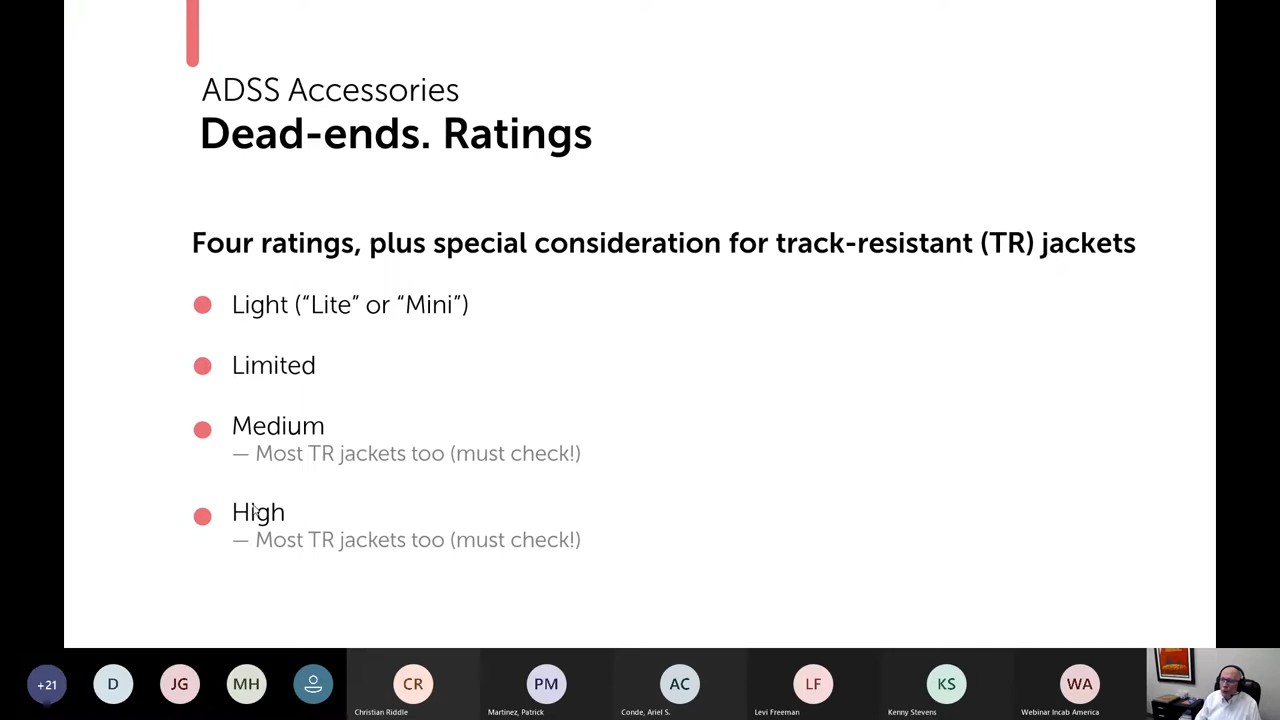 ADSS Accessories
Dead-ends. Ratings
Four ratings, plus special consideration for track-resistant (TR) jackets
Light (“Lite” or “Mini”)
Limited
Medium
— Most TR jackets too (must check!)
High
— Most TR jackets too (must check!)
+21
D
JG
MH
CR
PM
AC
LF
KS
WA
Christian Riddle
Martinez, Patrick
Conde, Ariel S.
Levi Freeman
Kenny Stevens
Webinar Incab America